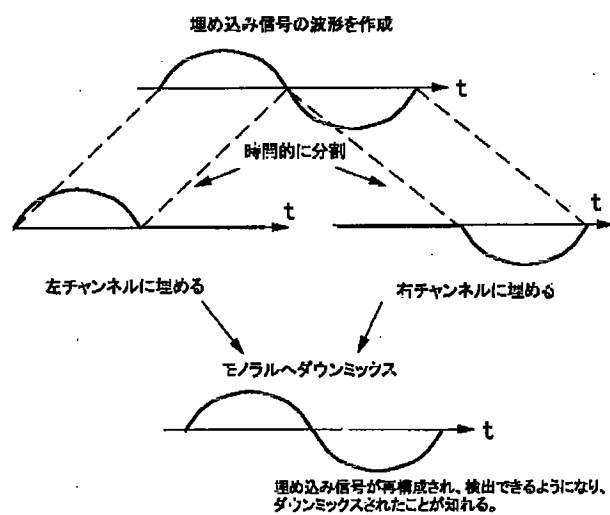 埋め込み信号の波形を作成
t
時間的に分割
t
t
左チャンネルに埋める
右チャンネルに埋める
モノラルへダウンミックス
t
埋め込み信号が再構成され、検出できるようになり、
ダウンミックスされたことが知れる。